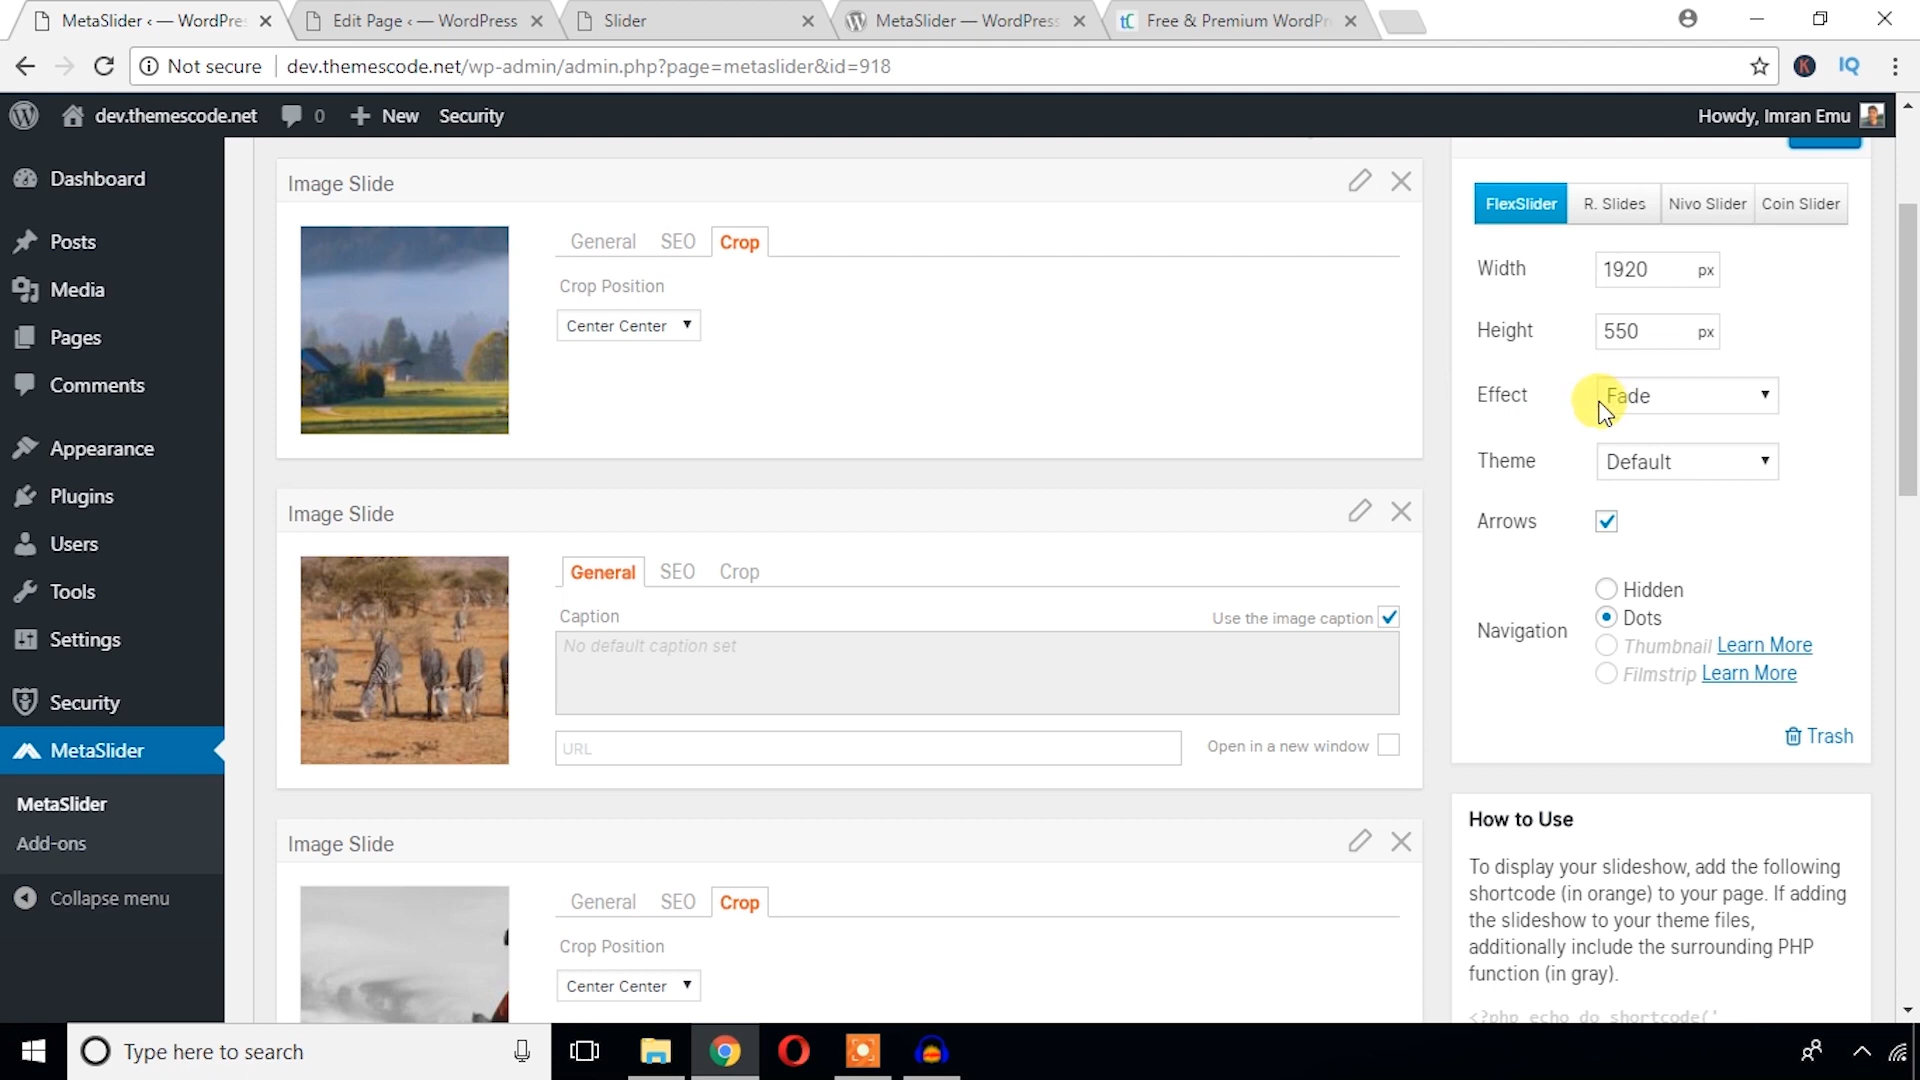 MetaSlider ‹ — WordPre
Edit Page ‹ — WordPress
Slider
MetaSlider — WordPress
Free & Premium WordPr
Not secure
dev.themescode.net/wp-admin/admin.php?page=metaslider&id=918
IQ
dev.themescode.net
0
New
Security
Howdy, Imran Emu
Dashboard
Posts
Media
Pages
Comments
Appearance
Plugins
Users
Tools
Settings
Security
MetaSlider
MetaSlider
Add-ons
Collapse menu
Image Slide
General SEO Crop
Crop Position
Center Center
Image Slide
General SEO Crop
Caption
Use the image caption
No default caption set
URL
Open in a new window
Image Slide
General SEO Crop
Crop Position
Center Center
FlexSlider R. Slides Nivo Slider Coin Slider
Width 1920 px
Height 550 px
Effect Fade
Theme Default
Arrows
Navigation
Hidden
Dots
Thumbnail Learn More
Filmstrip Learn More
Trash
How to Use
To display your slideshow, add the following
shortcode (in orange) to your page. If adding
the slideshow to your theme files,
additionally include the surrounding PHP
function (in gray).
<?php echo do_shortcode('
Type here to search